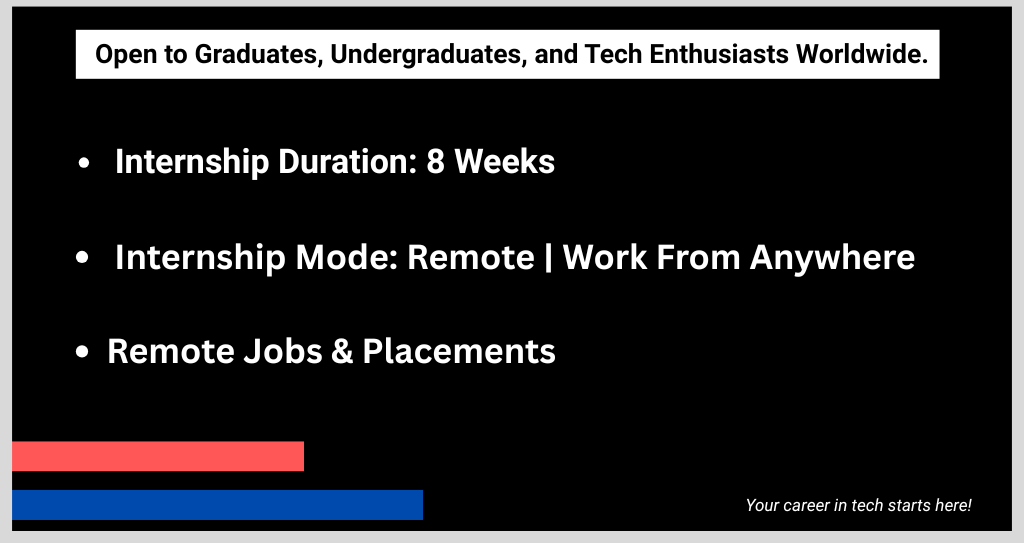 Open to Graduates, Undergraduates, and Tech Enthusiasts Worldwide.
• Internship Duration: 8 Weeks
• Internship Mode: Remote | Work From Anywhere
• Remote Jobs & Placements
Your career in tech starts here!